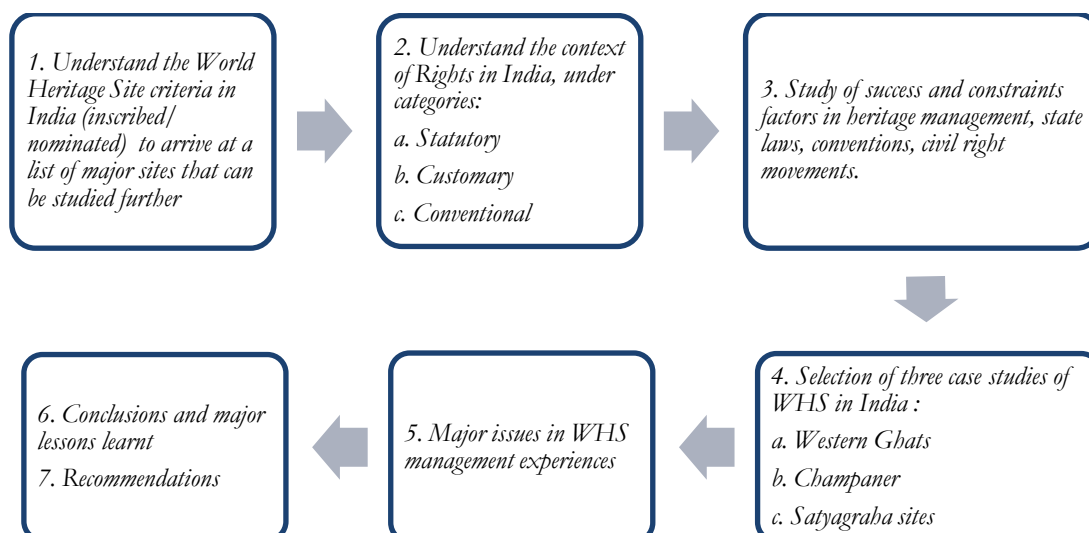 1. Understand the World
Heritage Site criteria in
India (inscribed/
nominated) to arrive at a
list of major sites that can
be studied further
2. Understand the context
of Rights in India, under
categories:
a. Statutory
b. Customary
c. Conventional
3. Study of success and constraints
factors in heritage management, state
laws, conventions, civil right
movements.
4. Selection of three case studies of
WHS in India :
a. Western Ghats
b. Champaner
c. Satyagraha sites
5. Major issues in WHS
management experiences
6. Conclusions and major
lessons learnt
7. Recommendations